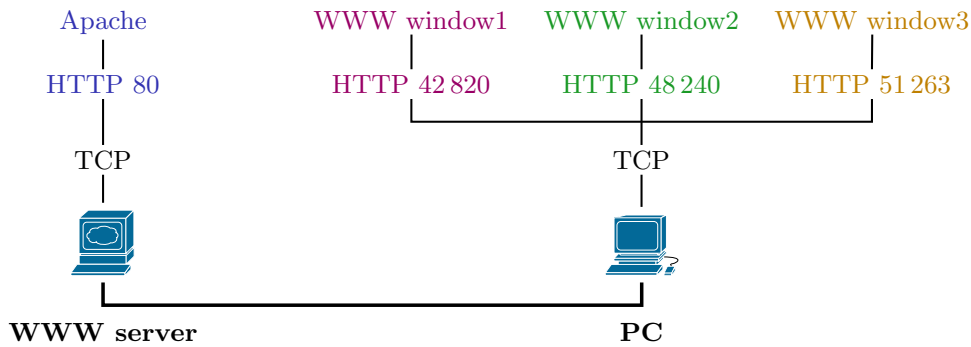 Apache WWW window1 WWW window2 WWW window3
HTTP 80 HTTP 42 820 HTTP 48 240 HTTP 51 263
TCP TCP
WWW server PC